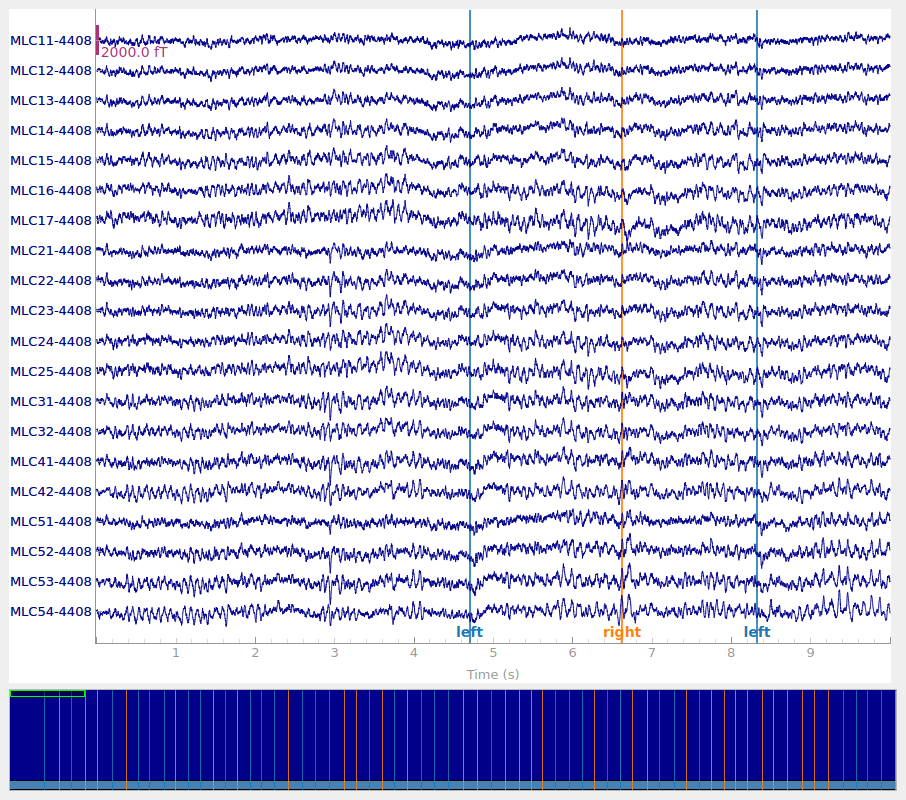 MLC11-4408
2000.0 fT
MLC12-4408
MLC13-4408
MLC14-4408
MLC15-4408
MLC16-4408
MLC17-4408
MLC21-4408
MLC22-4408
MLC23-4408
MLC24-4408
MLC25-4408
MLC31-4408
MLC32-4408
MLC41-4408
MLC42-4408
MLC51-4408
MLC52-4408
MLC53-4408
MLC54-4408
left right left
1 2 3 4 5 6 7 8 9
Time (s)